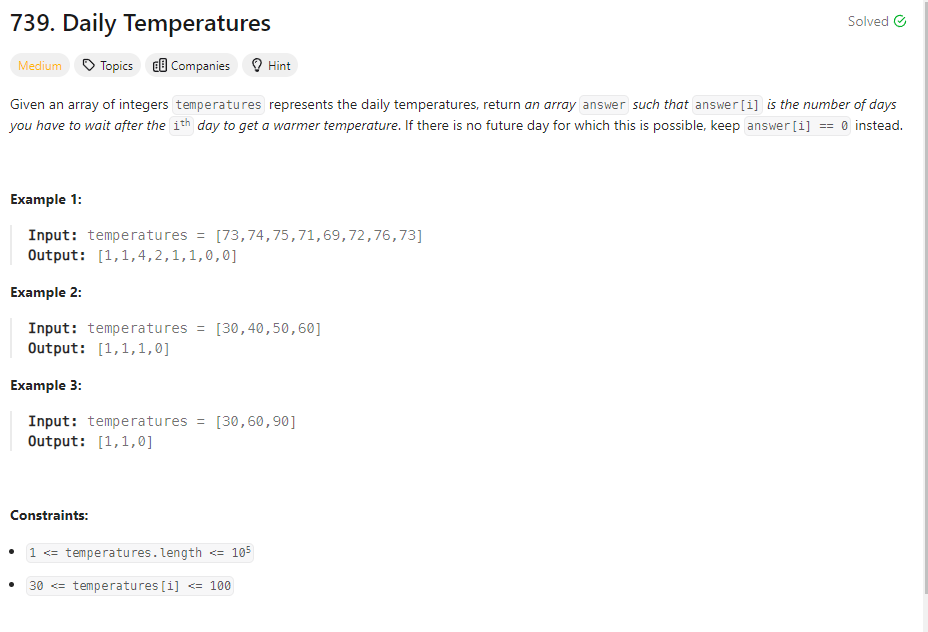 739. Daily Temperatures
Solved
Medium Topics Companies Hint
Given an array of integers temperatures represents the daily temperatures, return an array answer such that answer[i] is the number of days
you have to wait after the ith day to get a warmer temperature. If there is no future day for which this is possible, keep answer[i] == 0 instead.
Example 1:
Input: temperatures = [73,74,75,71,69,72,76,73]
Output: [1,1,4,2,1,1,0,0]
Example 2:
Input: temperatures = [30,40,50,60]
Output: [1,1,1,0]
Example 3:
Input: temperatures = [30,60,90]
Output: [1,1,0]
Constraints:
• 1 <= temperatures.length <= 10⁵
• 30 <= temperatures[i] <= 100